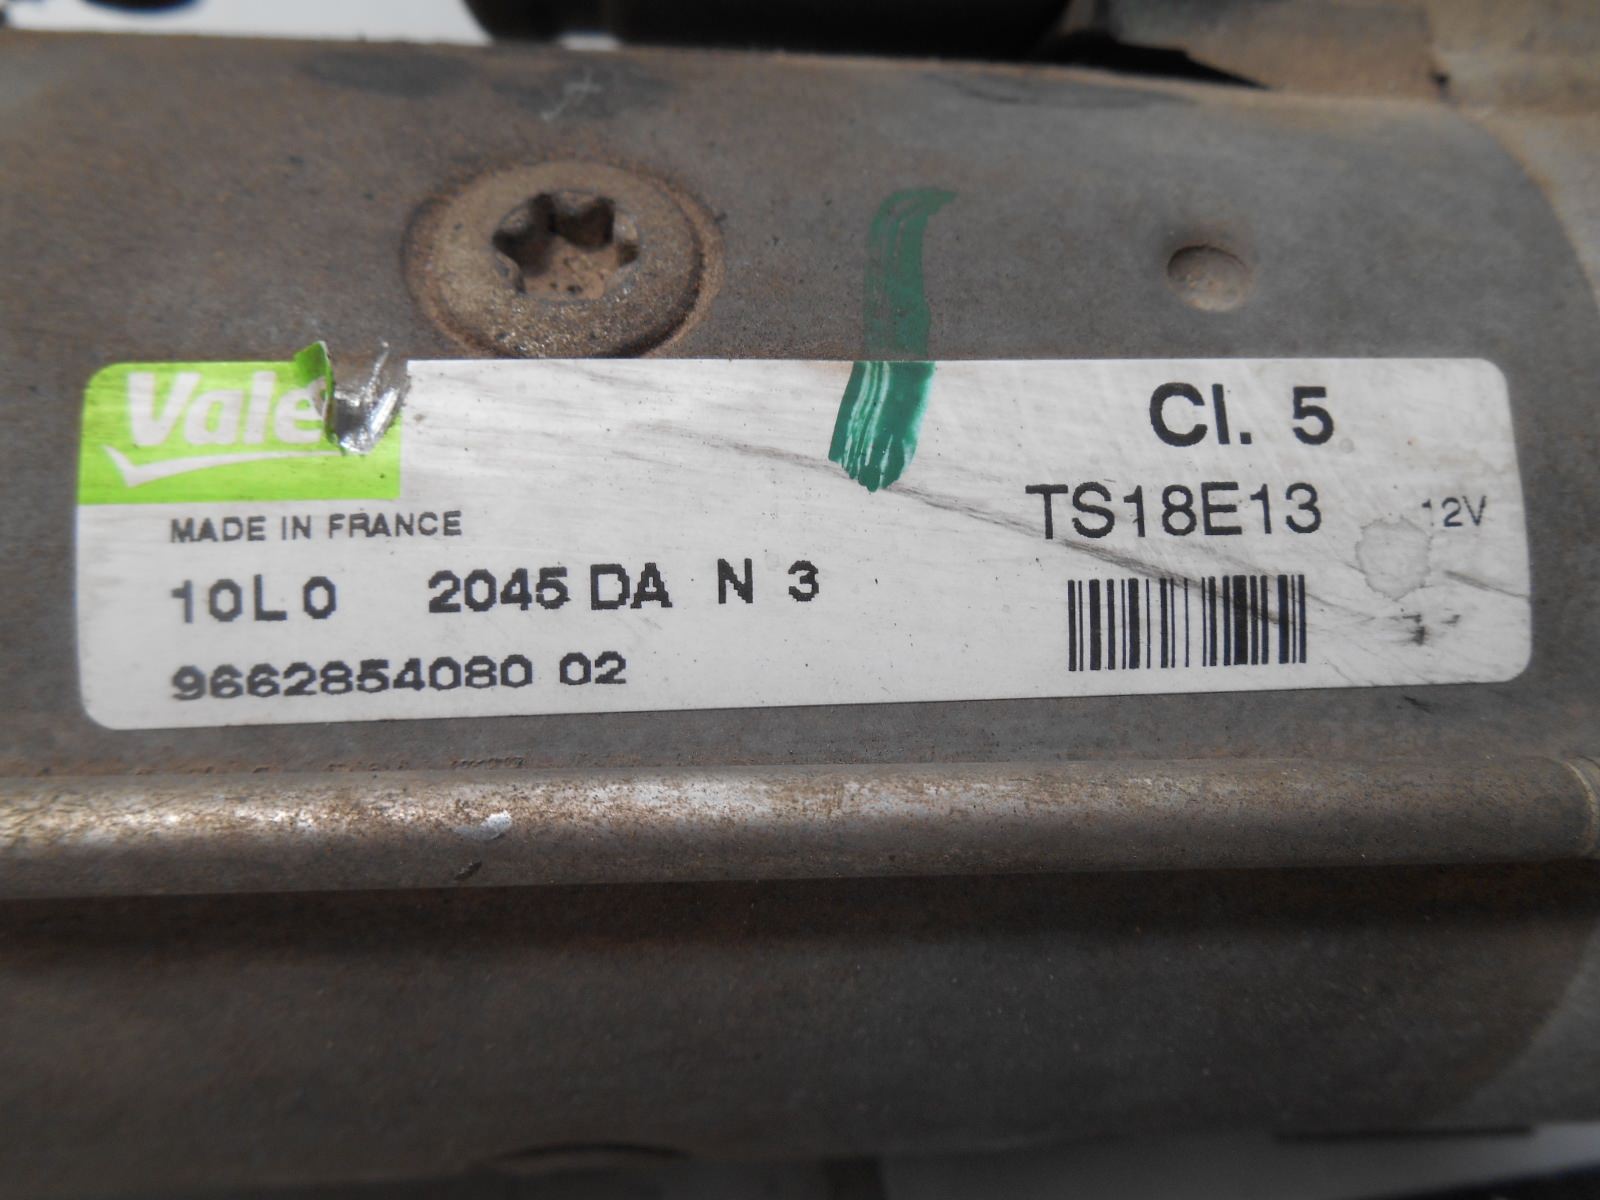 Vale
Cl. 5
TS18E13 12V
MADE IN FRANCE
10L0 2045 DA N 3
9662854080 02